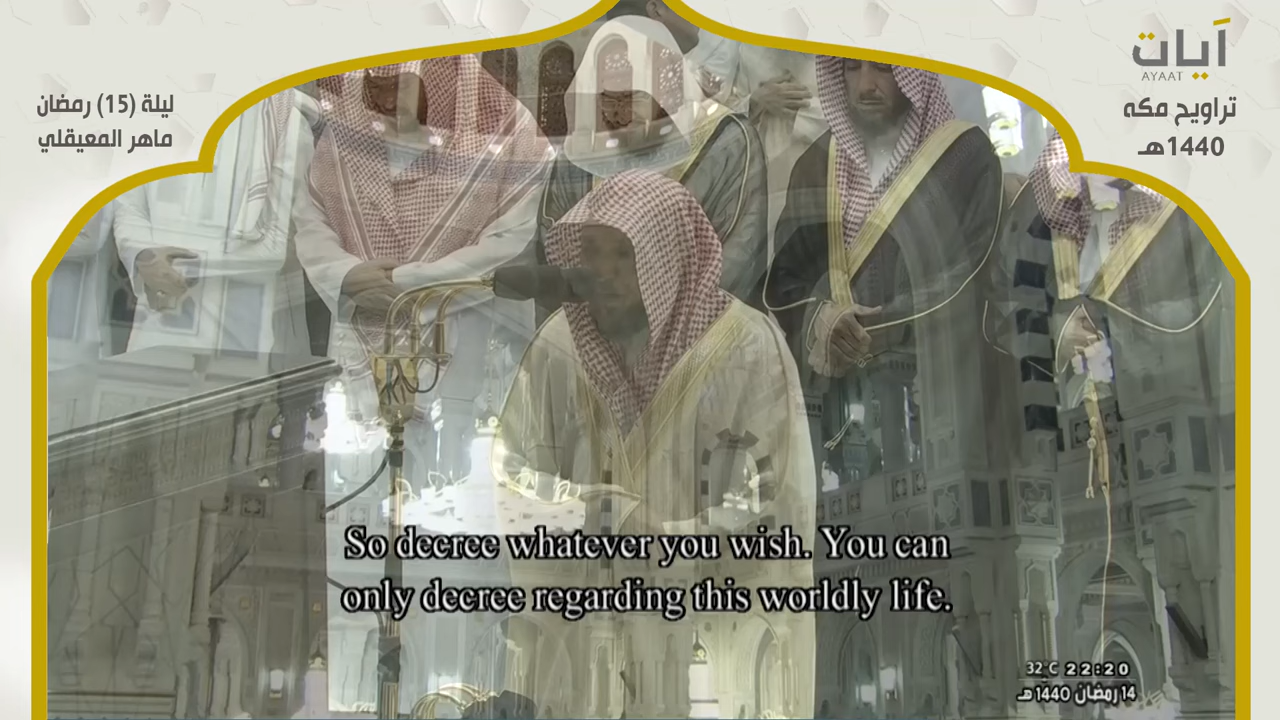 آيات
AYAAT
تراويح مكه
1440هـ
ليلة (15) رمضان
ماهر المعيقلي
So decree whatever you wish. You can
only decree regarding this worldly life.
32°C 22:20
14 رمضان 1440هـ